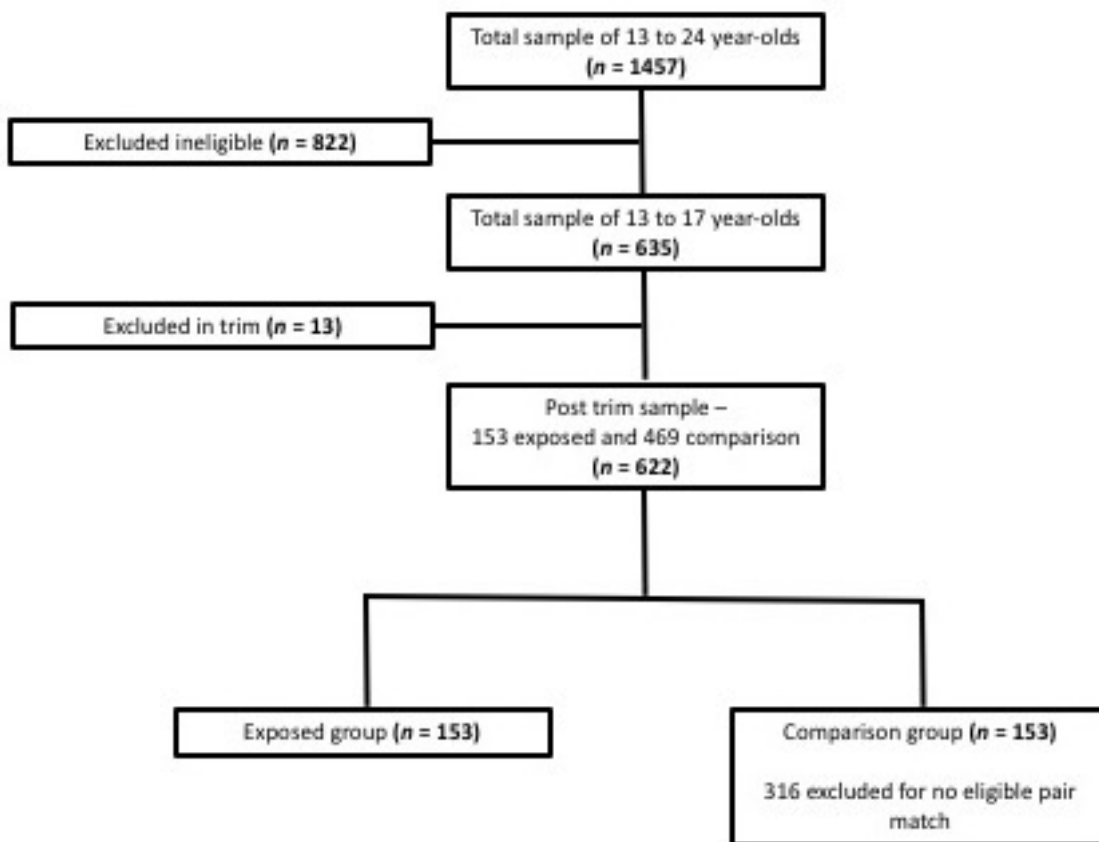 Total sample of 13 to 24 year-olds
(n = 1457)
Excluded ineligible (n = 822)
Total sample of 13 to 17 year-olds
(n = 635)
Excluded in trim (n = 13)
Post trim sample –
153 exposed and 469 comparison
(n = 622)
Exposed group (n = 153)
Comparison group (n = 153)
316 excluded for no eligible pair
match